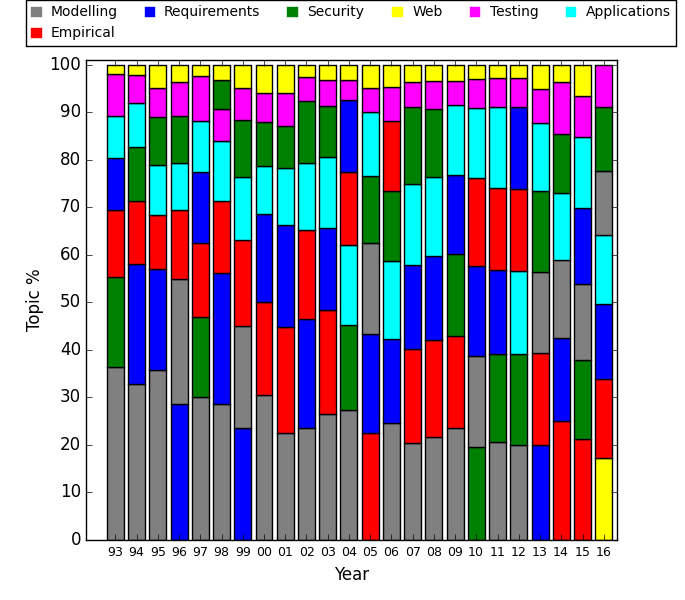 Modelling Requirements Security Web Testing Applications
Empirical
100
90
80
70
60
50
40
30
20
10
0
Topic %
93 94 95 96 97 98 99 00 01 02 03 04 05 06 07 08 09 10 11 12 13 14 15 16
Year